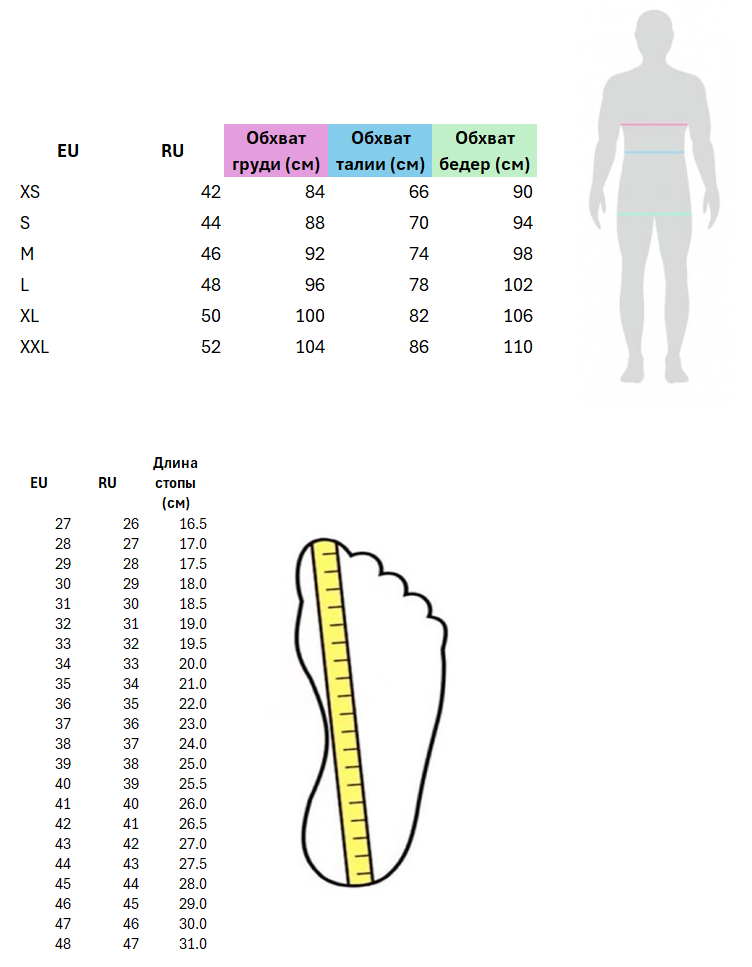 EU RU Обхват груди (см) Обхват талии (см) Обхват бедер (см)
XS 42 84 66 90
S 44 88 70 94
M 46 92 74 98
L 48 96 78 102
XL 50 100 82 106
XXL 52 104 86 110
EU RU Длина стопы (см)
27 26 16.5
28 27 17.0
29 28 17.5
30 29 18.0
31 30 18.5
32 31 19.0
33 32 19.5
34 33 20.0
35 34 21.0
36 35 22.0
37 36 23.0
38 37 24.0
39 38 25.0
40 39 25.5
41 40 26.0
42 41 26.5
43 42 27.0
44 43 27.5
45 44 28.0
46 45 29.0
47 46 30.0
48 47 31.0